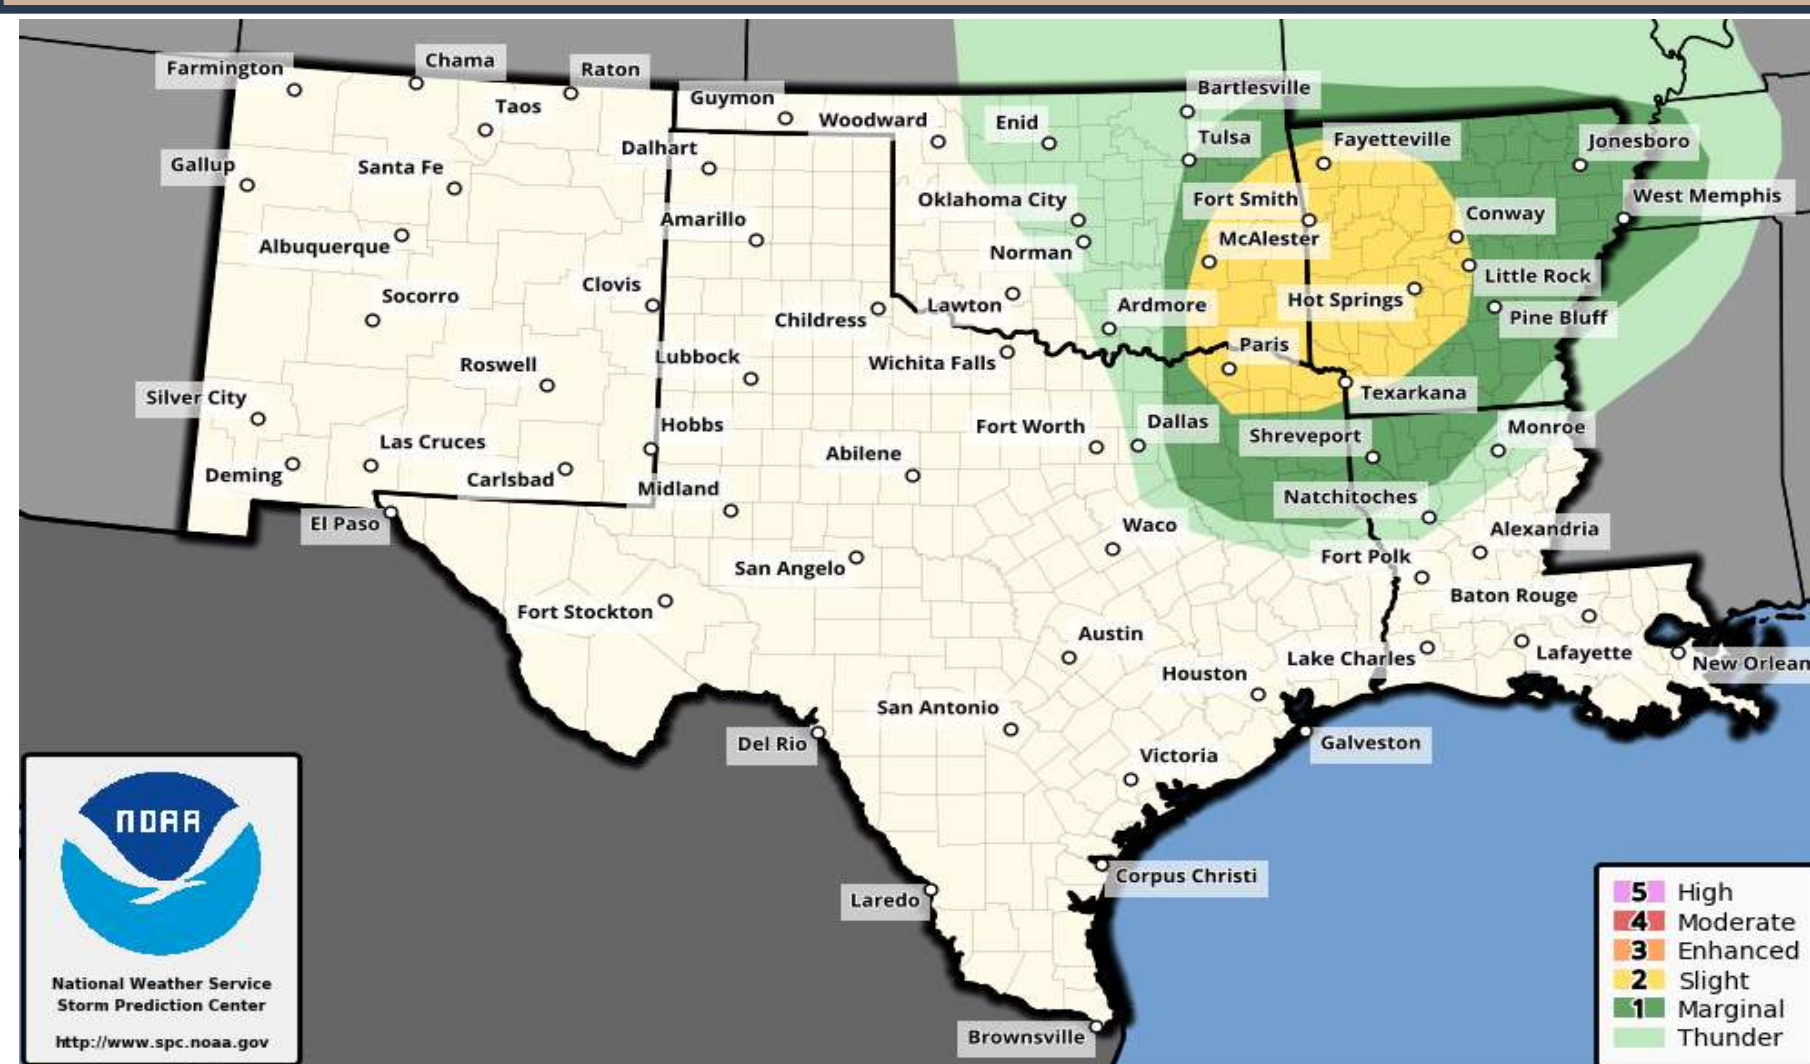 Farmington
Chama
Raton
Taos
Guymon
Woodward
Enid
Bartlesville
Tulsa
Fayetteville
Jonesboro
Gallup
Santa Fe
Dalhart
Oklahoma City
Fort Smith
Conway
West Memphis
Albuquerque
Amarillo
Norman
McAlester
Little Rock
Socorro
Clovis
Childress
Lawton
Ardmore
Hot Springs
Pine Bluff
Roswell
Lubbock
Wichita Falls
Paris
Texarkana
Silver City
Las Cruces
Hobbs
Fort Worth
Dallas
Shreveport
Monroe
Deming
Carlsbad
Midland
Abilene
Natchitoches
El Paso
Waco
Alexandria
San Angelo
Fort Polk
Fort Stockton
Baton Rouge
Austin
Houston
Lake Charles
Lafayette
New Orlean
San Antonio
Del Rio
Victoria
Galveston
Laredo
Corpus Christi
Brownsville
NOAA
National Weather Service
Storm Prediction Center
http://www.spc.noaa.gov
5 High
4 Moderate
3 Enhanced
2 Slight
1 Marginal
Thunder